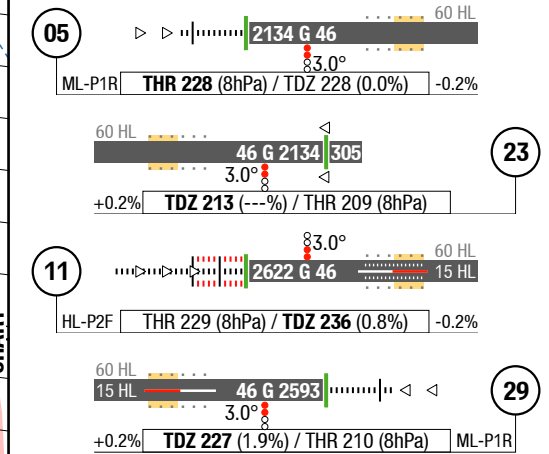 60 HL
05
2134 G 46
3.0°
ML-P1R THR 228 (8hPa) / TDZ 228 (0.0%) -0.2%
60 HL
46 G 2134 305
23
3.0°
+0.2% TDZ 213 (---%) / THR 209 (8hPa)
3.0°
60 HL
11
2622 G 46 15 HL
HL-P2F THR 229 (8hPa) / TDZ 236 (0.8%) -0.2%
60 HL
15 HL 46 G 2593
29
3.0°
+0.2% TDZ 227 (1.9%) / THR 210 (8hPa) ML-P1R